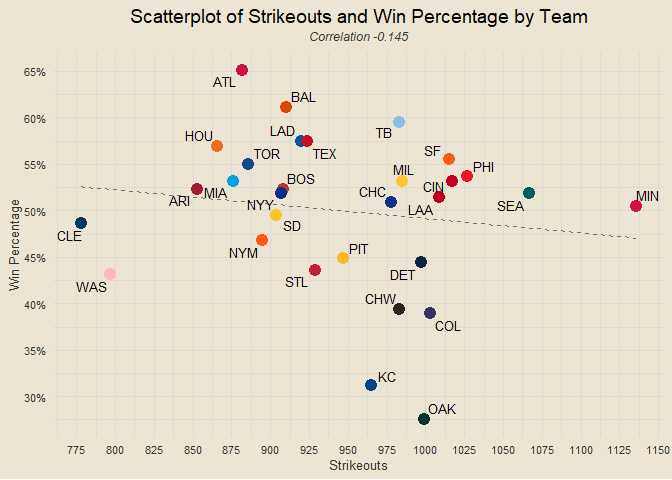 Scatterplot of Strikeouts and Win Percentage by Team
Correlation -0.145
65%
60%
55%
50%
45%
40%
35%
30%
Win Percentage
ATL
BAL
HOU
LAD
TEX
TB
TOR
SF
PHI
MIL
CIN
BOS
MIA
ARI
NYY
CHC
LAA
SEA
MIN
SD
CLE
NYM
PIT
WAS
STL
DET
CHW
COL
KC
OAK
775 800 825 850 875 900 925 950 975 1000 1025 1050 1075 1100 1125 1150
Strikeouts